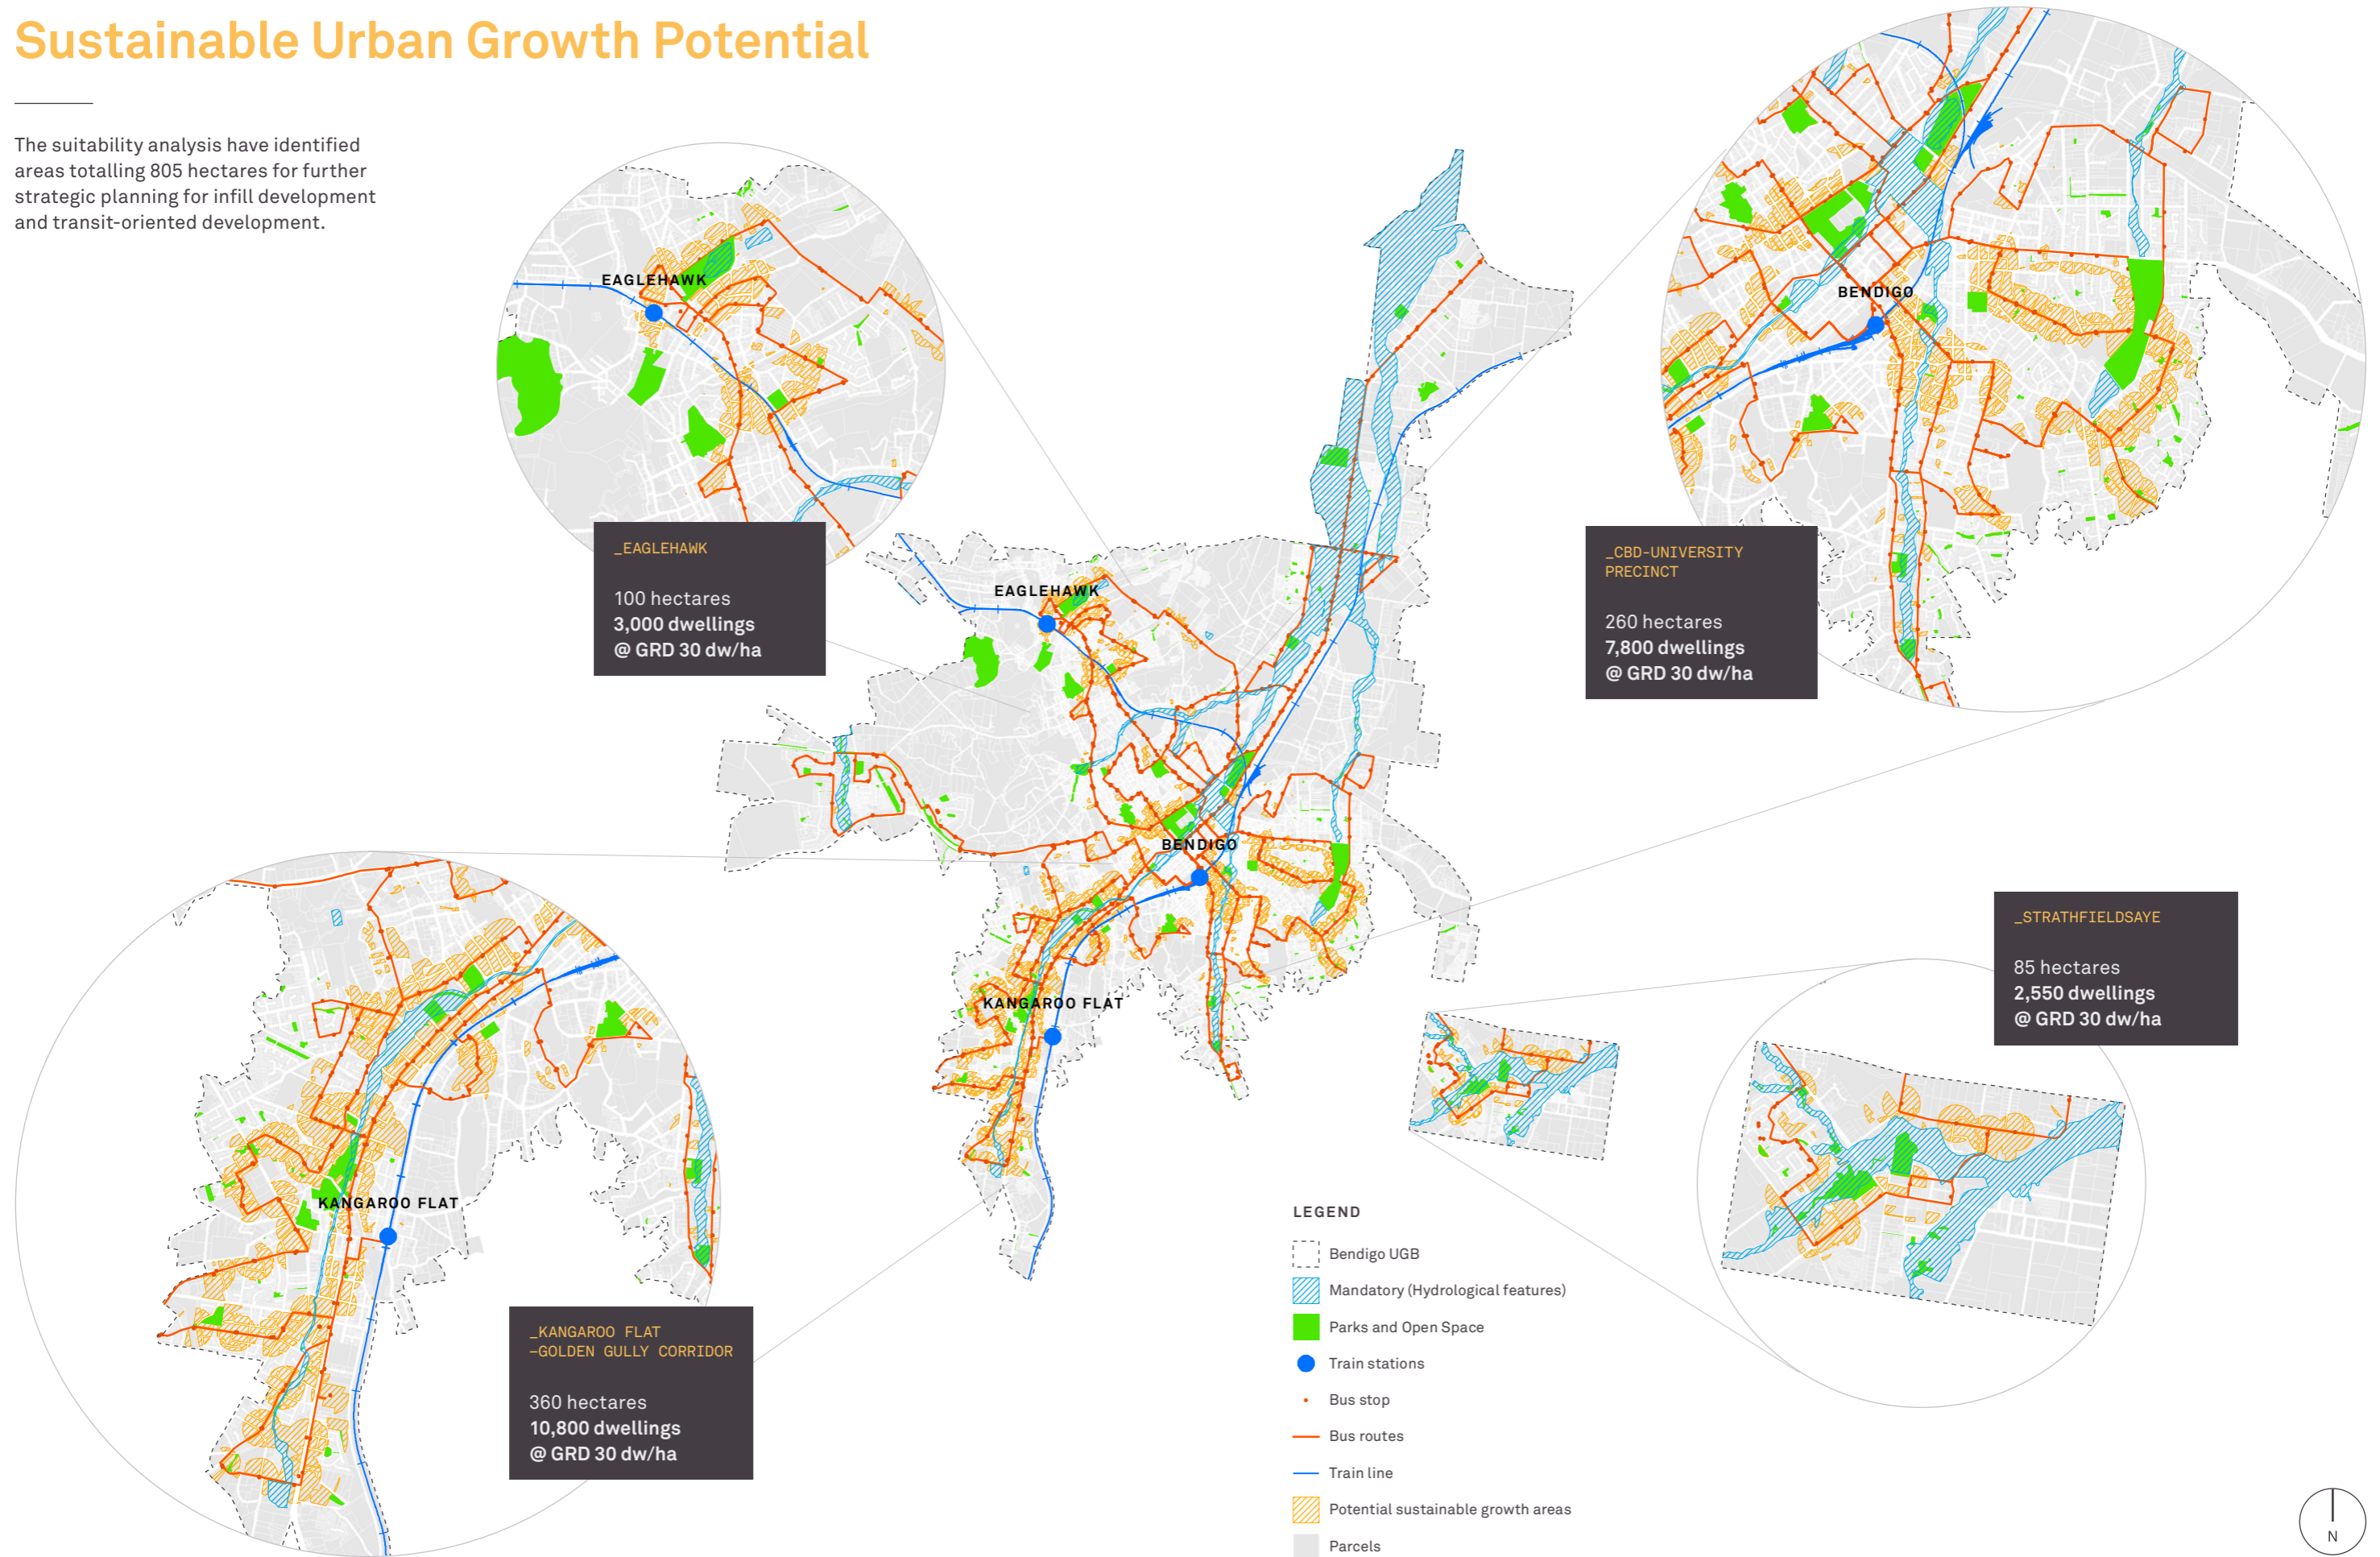 Sustainable Urban Growth Potential
The suitability analysis have identified
areas totalling 805 hectares for further
strategic planning for infill development
and transit-oriented development.
EAGLEHAWK
_EAGLEHAWK
100 hectares
3,000 dwellings
@ GRD 30 dw/ha
BENDIGO
_CBD-UNIVERSITY
PRECINCT
260 hectares
7,800 dwellings
@ GRD 30 dw/ha
EAGLEHAWK
BENDIGO
KANGAROO FLAT
KANGAROO FLAT
_KANGAROO FLAT
–GOLDEN GULLY CORRIDOR
360 hectares
10,800 dwellings
@ GRD 30 dw/ha
_STRATHFIELDSAYE
85 hectares
2,550 dwellings
@ GRD 30 dw/ha
LEGEND
Bendigo UGB
Mandatory (Hydrological features)
Parks and Open Space
Train stations
Bus stop
Bus routes
Train line
Potential sustainable growth areas
Parcels
N